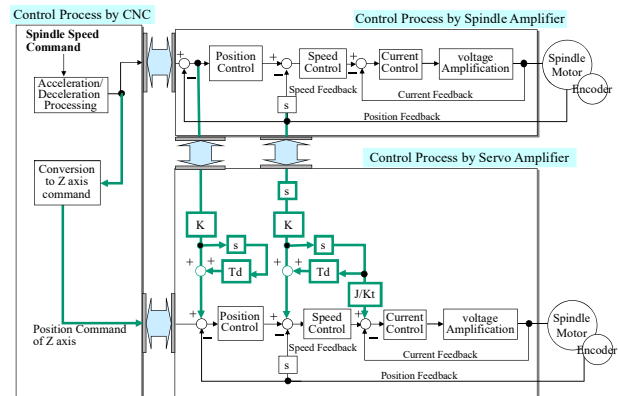 Control Process by CNC
Control Process by Spindle Amplifier
Spindle Speed
Command
Acceleration/
Deceleration
Processing
+
−
Position
Control
−
Speed
Control
−
+
Current
Control
voltage
Amplification
Spindle
Motor
Encoder
Speed Feedback
Current Feedback
s
Position Feedback
Control Process by Servo Amplifier
Conversion
to Z axis
command
s
K
K
s
s
+
+
Td
+
+
Td
J/Kt
Position Command
of Z axis
+
−
Position
Control
+
−
Speed
Control
+
−
Current
Control
voltage
Amplification
Spindle
Motor
Encoder
Speed Feedback
Current Feedback
s
Position Feedback